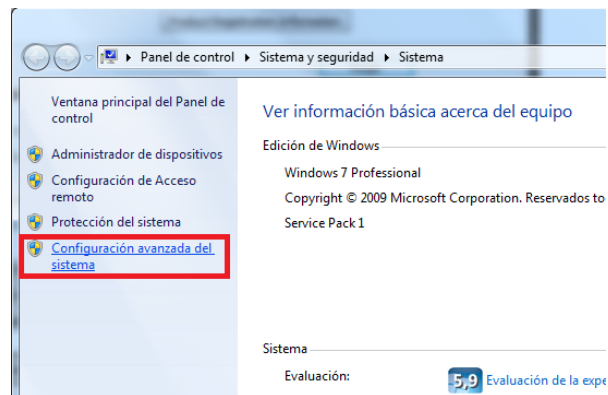 Panel de control ▸ Sistema y seguridad ▸ Sistema
Ventana principal del Panel de
control
Administrador de dispositivos
Configuración de Acceso
remoto
Protección del sistema
Configuración avanzada del
sistema
Ver información básica acerca del equipo
Edición de Windows
Windows 7 Professional
Copyright © 2009 Microsoft Corporation. Reservados to
Service Pack 1
Sistema
Evaluación:
5,9 Evaluación de la expe